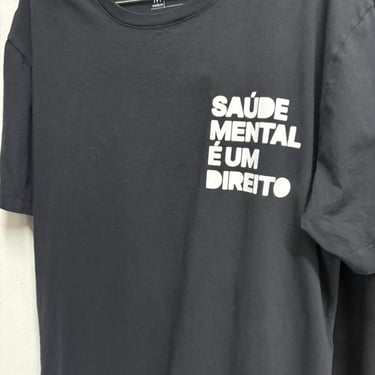 SAÚDE
MENTAL
É UM
DIREITO